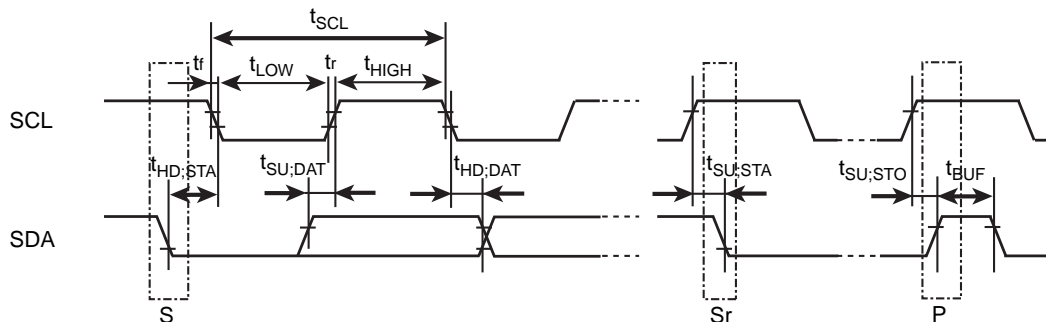 tSCL
tf tLOW tr tHIGH
SCL
tHD;STA tSU;DAT tHD;DAT tSU;STA tSU;STO tBUF
SDA
S Sr P